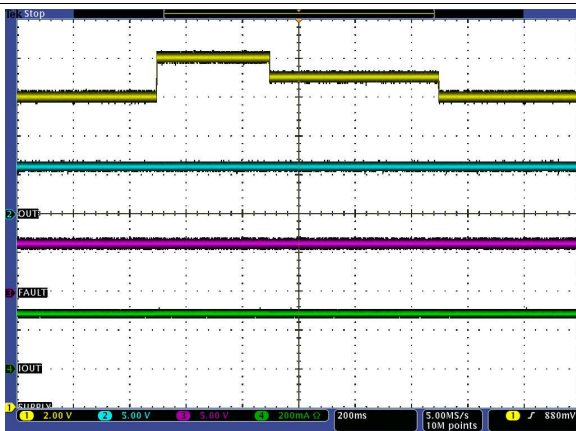 Tek Stop
2 OUT
3 FAULT
4 IOUT
1 SUPPLY
1 2.00 V 2 5.00 V 3 5.00 V 4 200mA Ω 200ms 5.00MS/s 1 ∫ 880mV
10M points